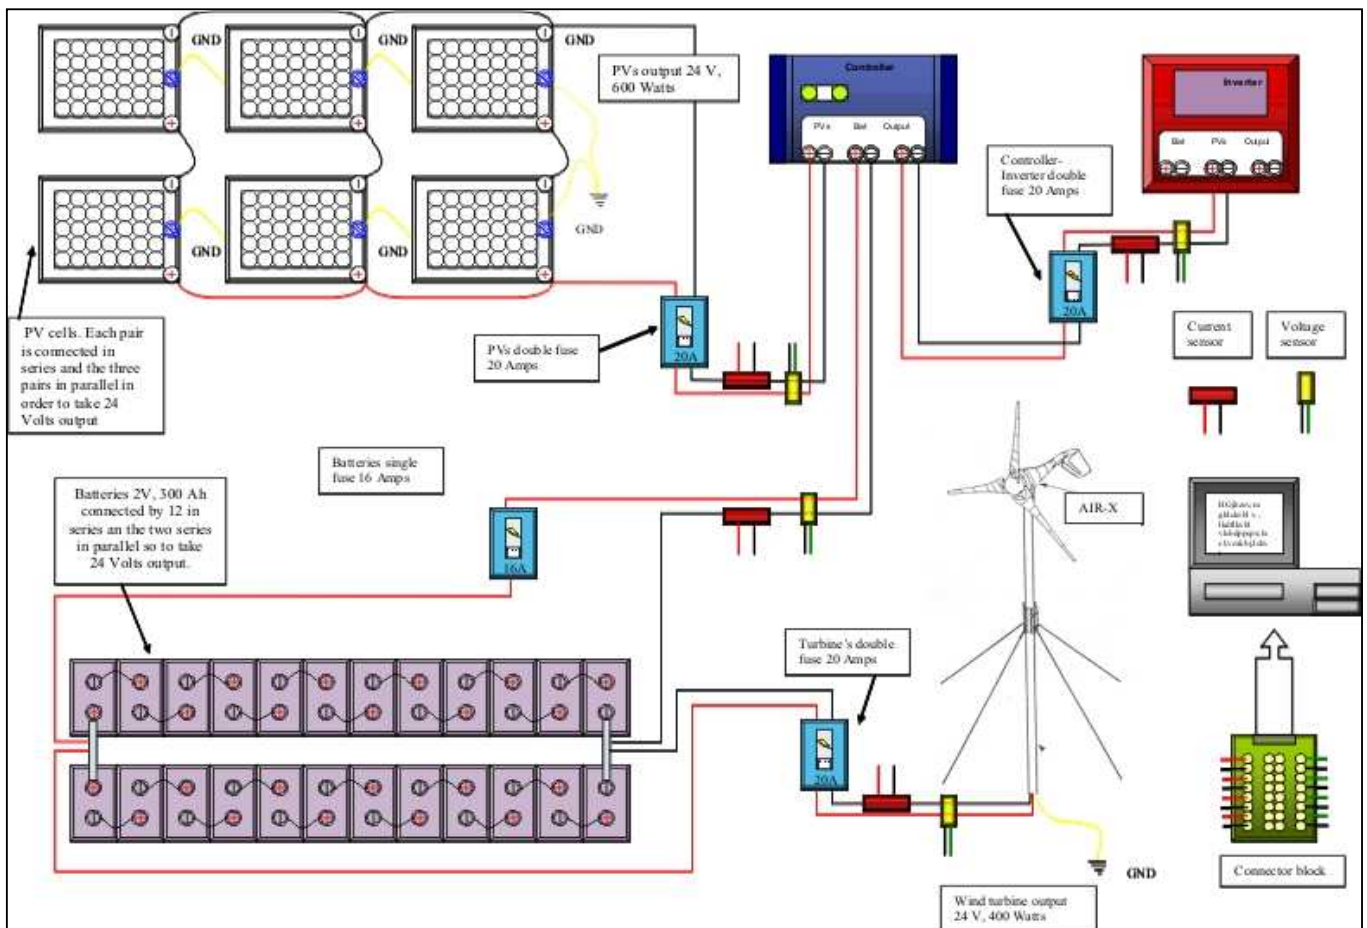 GND
GND
GND
PVs output 24 V,
600 Watts
Controller
PVs
Bat
Output
Inverter
Bat
PVs
Output
Controller-
Inverter double
fuse 20 Amps
GND
GND
GND
20A
PV cells. Each pair
is connected in
series and the three
pairs in parallel in
order to take 24
Volts output
PVs double fuse
20 Amps
20A
Current
sensor
Voltage
sensor
Batteries single
fuse 16 Amps
Batteries 2V, 300 Ah
connected by 12 in
series an the two series
in parallel so to take
24 Volts output.
16A
AIR-X
Turbine's double
fuse 20 Amps
20A
GND
Connector block
Wind turbine output
24 V, 400 Watts